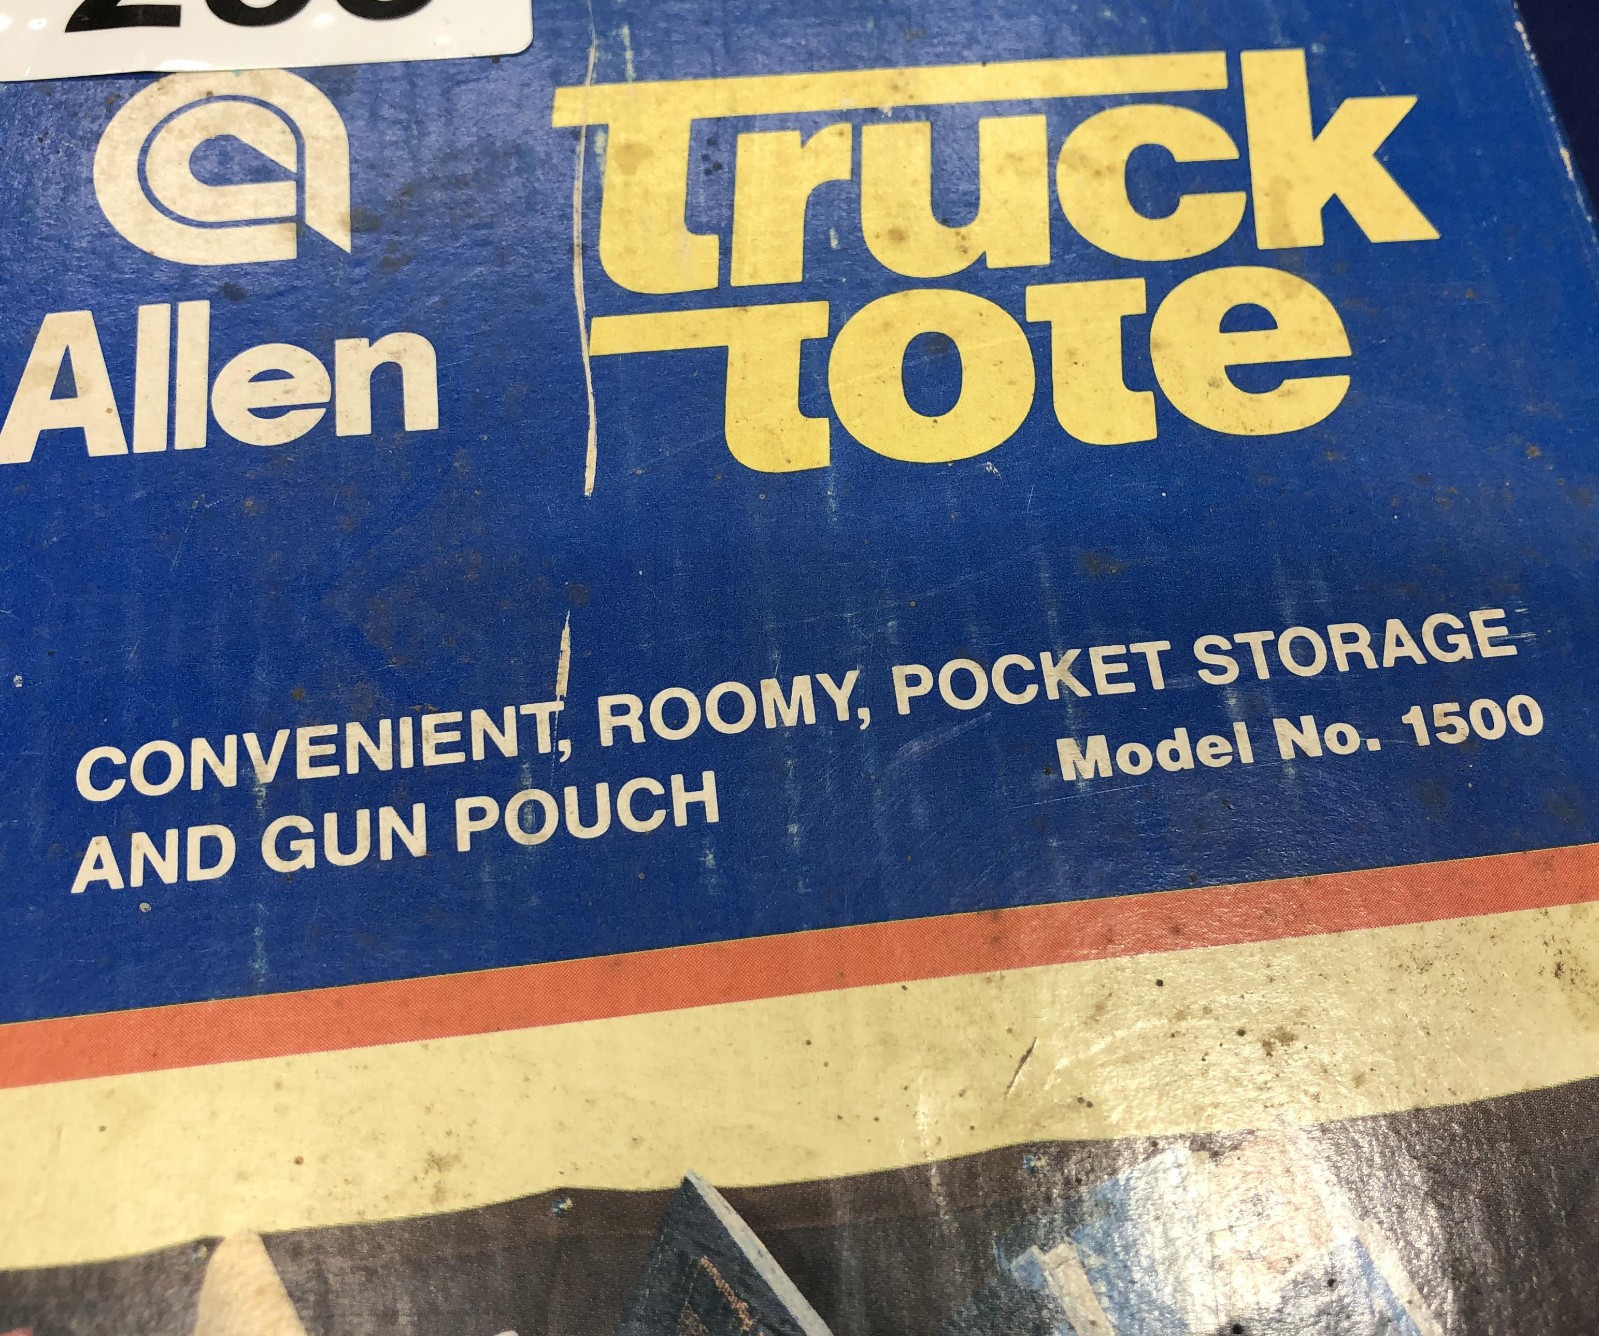 Allen
Truck
Tote
CONVENIENT, ROOMY, POCKET STORAGE
AND GUN POUCH
Model No. 1500